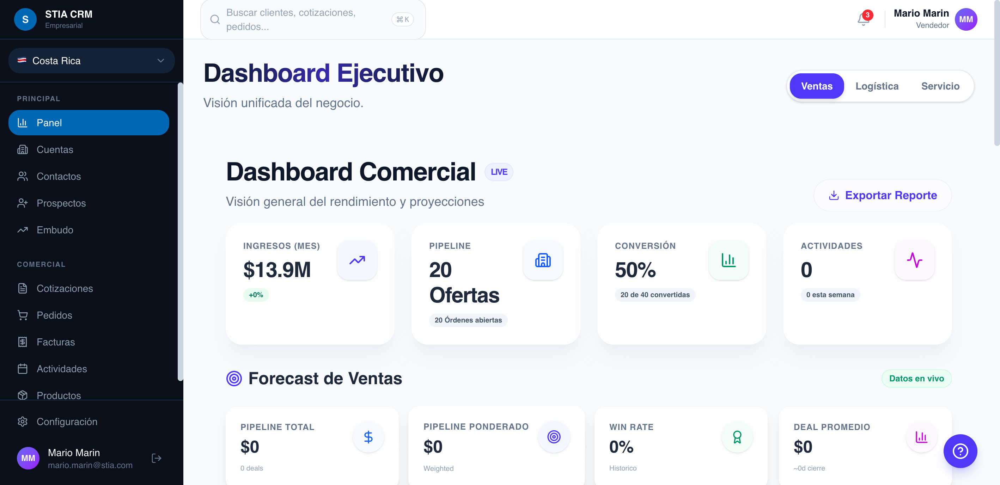 S
STIA CRM
Empresarial
Costa Rica
PRINCIPAL
Panel
Cuentas
Contactos
Prospectos
Embudo
COMERCIAL
Cotizaciones
Pedidos
Facturas
Actividades
Productos
Configuración
MM
Mario Marin
mario.marin@stia.com
Buscar clientes, cotizaciones,
pedidos...
⌘ K
3
Mario Marin
Vendedor
MM
Dashboard Ejecutivo
Visión unificada del negocio.
Ventas
Logística
Servicio
Dashboard Comercial LIVE
Visión general del rendimiento y proyecciones
Exportar Reporte
INGRESOS (MES)
$13.9M
+0%
PIPELINE
20
Ofertas
20 Órdenes abiertas
CONVERSIÓN
50%
20 de 40 convertidas
ACTIVIDADES
0
0 esta semana
Forecast de Ventas
Datos en vivo
PIPELINE TOTAL
$0
0 deals
PIPELINE PONDERADO
$0
Weighted
WIN RATE
0%
Historico
DEAL PROMEDIO
$0
~0d cierre